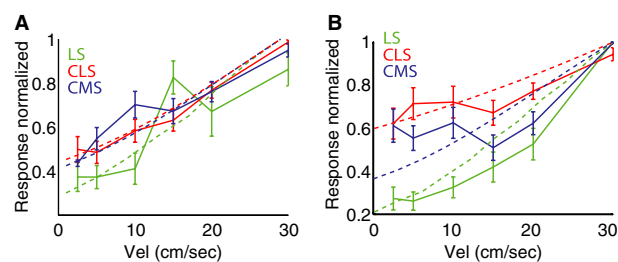 A
Response normalized
1
0.8
0.6
0.4
LS
CLS
CMS
0 10 20 30
Vel (cm/sec)
B
Response normalized
1
0.8
0.6
0.4
0.2
LS
CLS
CMS
0 10 20 30
Vel (cm/sec)